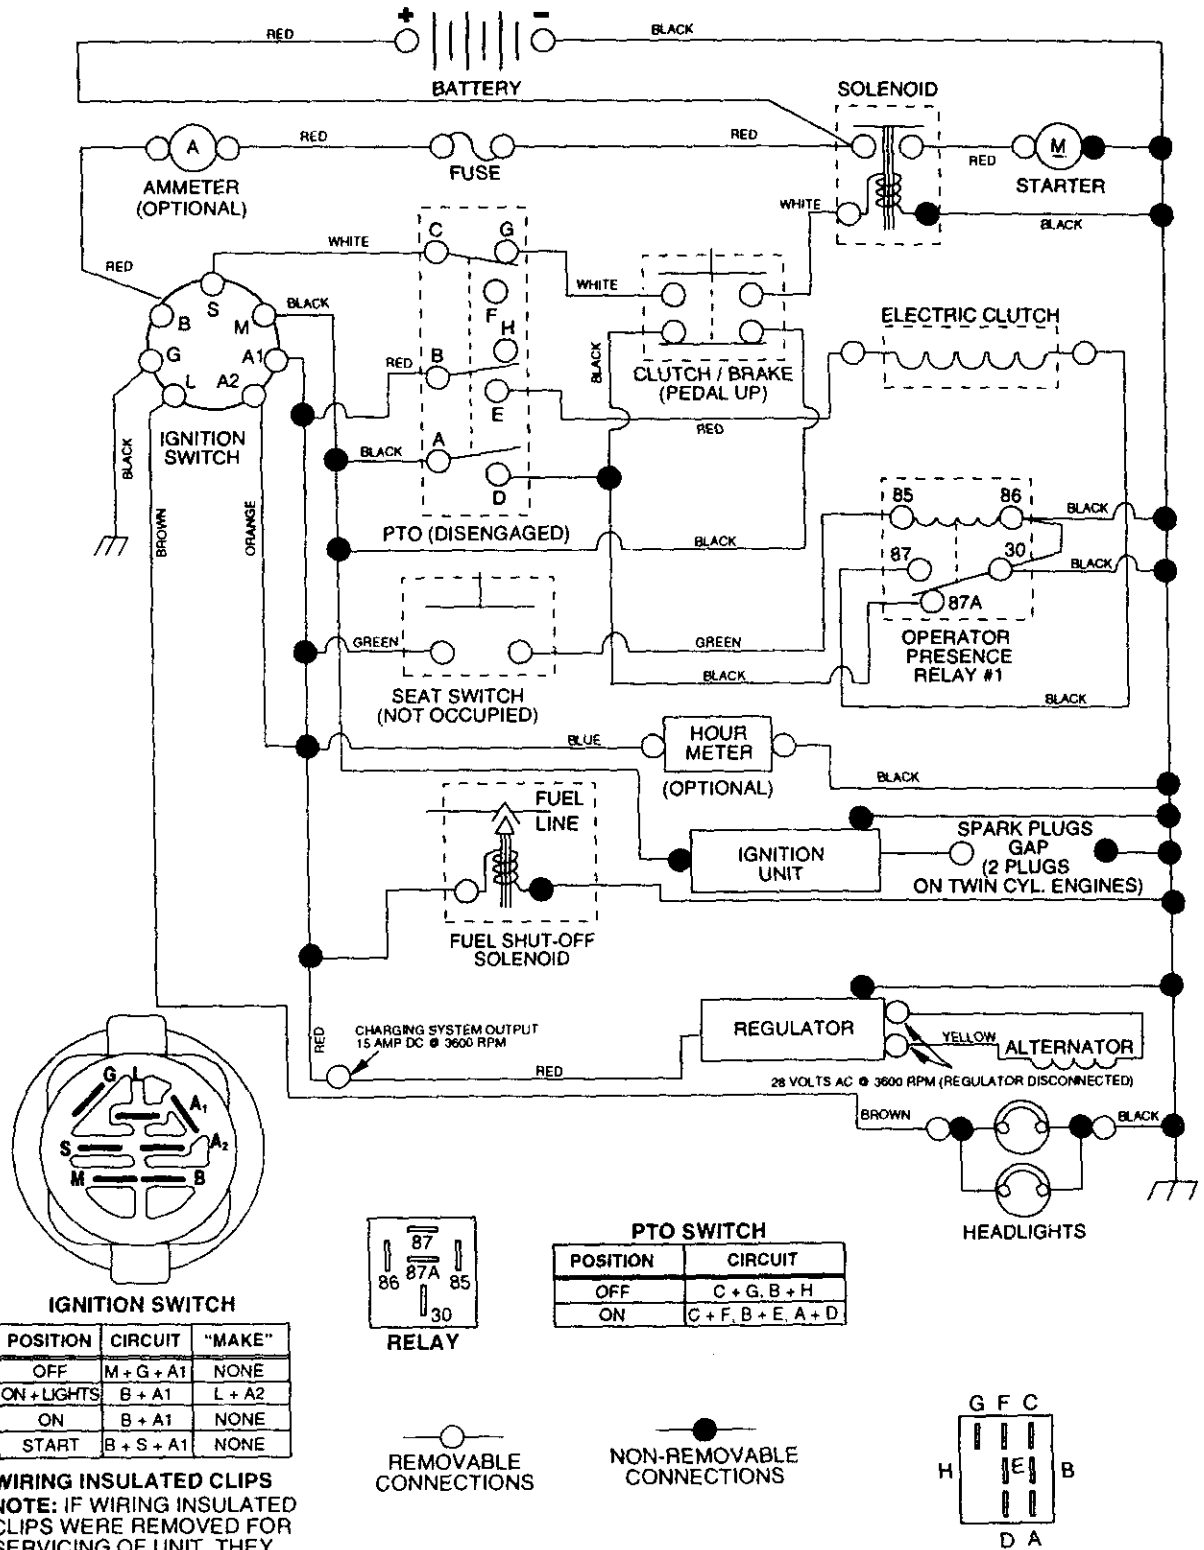 + -
RED
BLACK
BATTERY
SOLENOID
A
RED
RED
RED
M
AMMETER
(OPTIONAL)
FUSE
STARTER
WHITE
BLACK
C G
WHITE
RED
S
WHITE
BLACK
F
B
M
H
ELECTRIC CLUTCH
G
A1
B
RED
BLACK
CLUTCH / BRAKE
(PEDAL UP)
L A2
E
RED
IGNITION
SWITCH
BLACK
A
BLACK
D
85 86
BLACK
BROWN
ORANGE
PTO (DISENGAGED)
BLACK
87 30
BLACK
87A
GREEN
GREEN
OPERATOR
PRESENCE
RELAY #1
BLACK
SEAT SWITCH
(NOT OCCUPIED)
BLACK
BLUE
HOUR
METER
(OPTIONAL)
BLACK
FUEL
LINE
SPARK PLUGS
GAP
(2 PLUGS
ON TWIN CYL. ENGINES)
IGNITION
UNIT
FUEL SHUT-OFF
SOLENOID
RED
CHARGING SYSTEM OUTPUT
15 AMP DC @ 3600 RPM
REGULATOR
YELLOW
ALTERNATOR
RED
28 VOLTS AC @ 3600 RPM (REGULATOR DISCONNECTED)
BROWN
BLACK
HEADLIGHTS
G L
A1
S
A2
M B
IGNITION SWITCH
POSITION CIRCUIT "MAKE"
OFF M + G + A1 NONE
ON + LIGHTS B + A1 L + A2
ON B + A1 NONE
START B + S + A1 NONE
87
86 87A 85
30
RELAY
PTO SWITCH
POSITION CIRCUIT
OFF C + G, B + H
ON C + F, B + E, A + D
REMOVABLE
CONNECTIONS
NON-REMOVABLE
CONNECTIONS
G F C
H E B
D A
WIRING INSULATED CLIPS
NOTE: IF WIRING INSULATED
CLIPS WERE REMOVED FOR
SERVICING OF UNIT, THEY